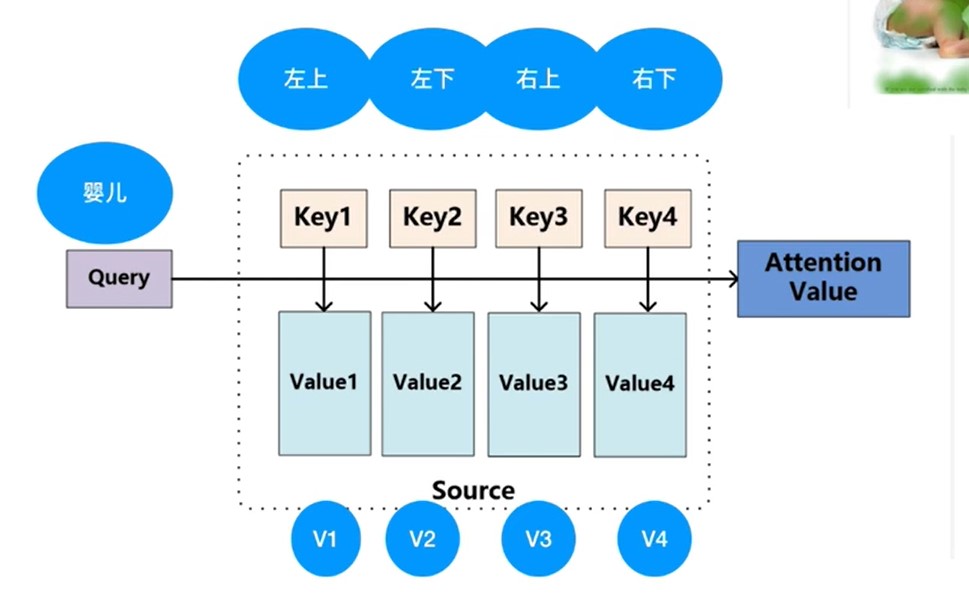 左上 左下 右上 右下
婴儿
Key1 Key2 Key3 Key4
Query
Attention
Value
Value1 Value2 Value3 Value4
Source
V1 V2 V3 V4